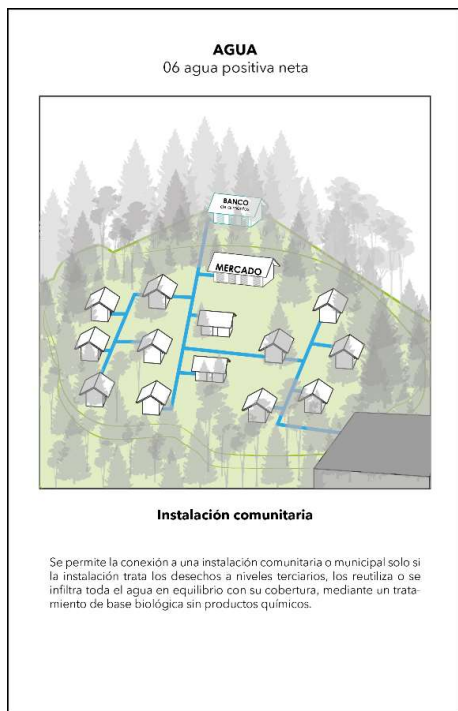 AGUA
06 agua positiva neta
BANCO
de alimentos
MERCADO
Instalación comunitaria
Se permite la conexión a una instalación comunitaria o municipal solo si
la instalación trata los desechos a niveles terciarios, los reutiliza o se
infiltra toda el agua en equilibrio con su cobertura, mediante un trata-
miento de base biológica sin productos químicos.